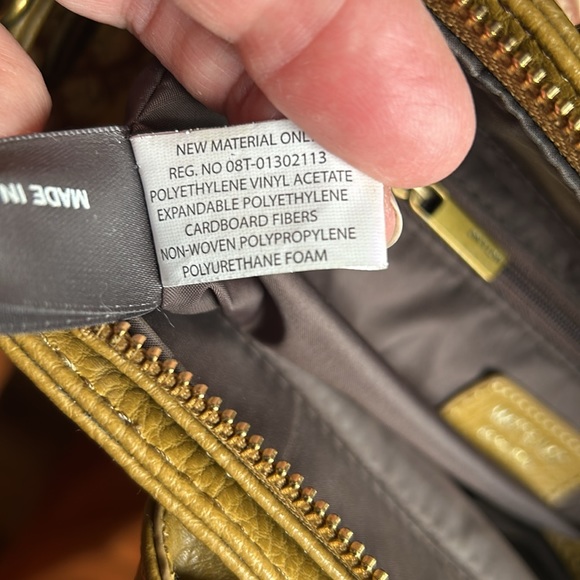 NEW MATERIAL ONL
REG. NO 08T-01302113
POLYETHYLENE VINYL ACETATE
EXPANDABLE POLYETHYLENE
CARDBOARD FIBERS
NON-WOVEN POLYPROPYLENE
POLYURETHANE FOAM
MADE IN